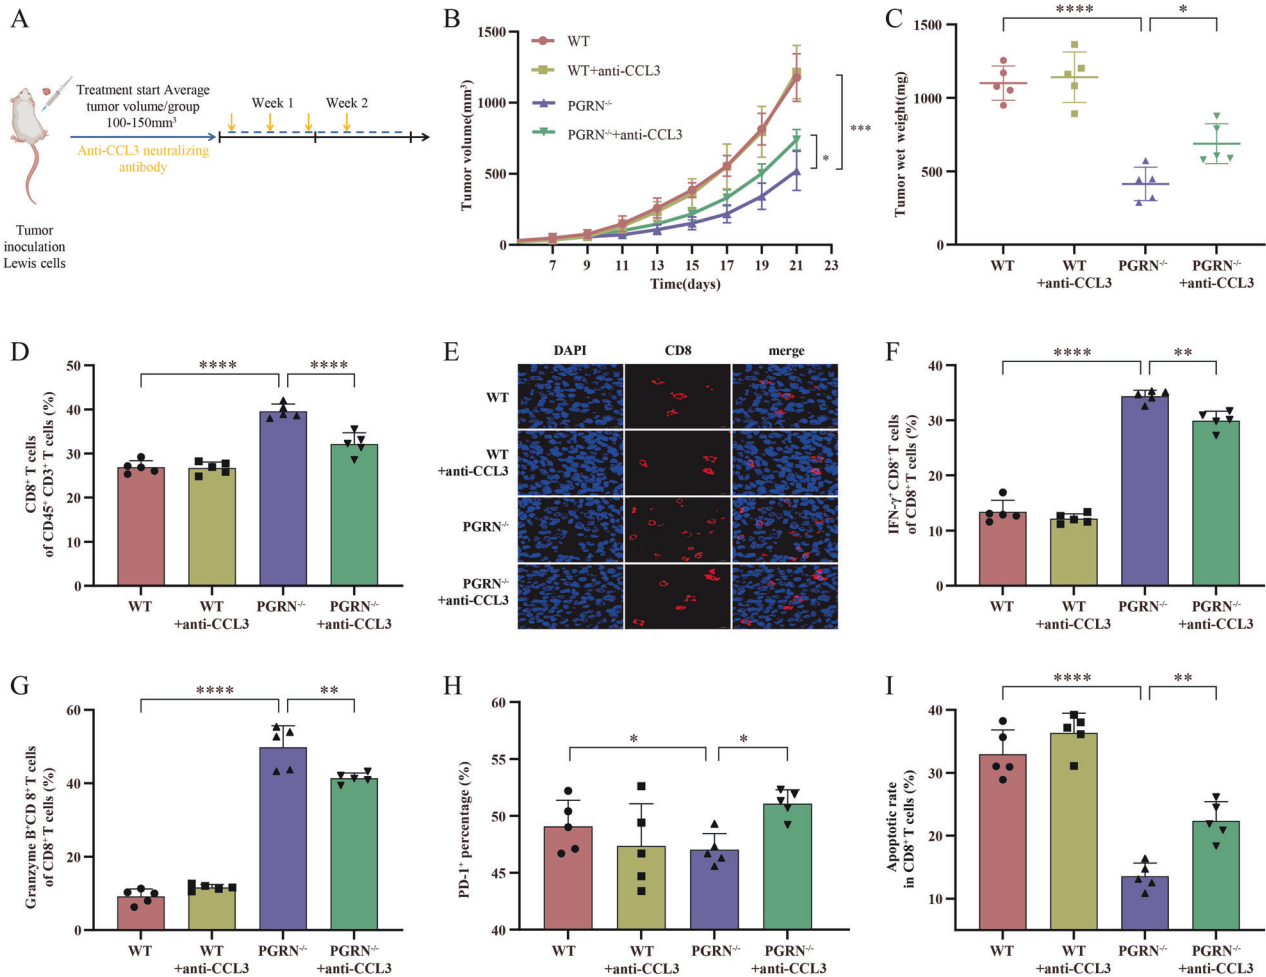 A
Treatment start Average
tumor volume/group
100-150mm³
Anti-CCL3 neutralizing
antibody
Week 1
Week 2
Tumor
inoculation
Lewis cells
B
Tumor volume(mm³)
1500
1000
500
0
WT
WT+anti-CCL3
PGRN⁻/⁻
PGRN⁻/⁻+anti-CCL3
***
*
7 9 11 13 15 17 19 21 23
Time(days)
C
Tumor wet weight(mg)
1500
1000
500
0
**** *
WT WT PGRN⁻/⁻ PGRN⁻/⁻
+anti-CCL3 +anti-CCL3
D
CD8⁺ T cells
of CD45⁺ CD3⁺ T cells (%)
50
40
30
20
10
0
**** ****
WT WT PGRN⁻/⁻ PGRN⁻/⁻
+anti-CCL3 +anti-CCL3
E
DAPI CD8 merge
WT
WT
+anti-CCL3
PGRN⁻/⁻
PGRN⁻/⁻
+anti-CCL3
F
IFN-γ⁺ CD8⁺ T cells
of CD8⁺ T cells (%)
40
30
20
10
0
**** **
WT WT PGRN⁻/⁻ PGRN⁻/⁻
+anti-CCL3 +anti-CCL3
G
Granzyme B⁺CD 8⁺ T cells
of CD8⁺ T cells (%)
60
40
20
0
**** **
WT WT PGRN⁻/⁻ PGRN⁻/⁻
+anti-CCL3 +anti-CCL3
H
PD-1⁺ percentage (%)
60
55
50
45
40
* *
WT WT PGRN⁻/⁻ PGRN⁻/⁻
+anti-CCL3 +anti-CCL3
I
Apoptotic rate
in CD8⁺ T cells (%)
40
30
20
10
**** **
WT WT PGRN⁻/⁻ PGRN⁻/⁻
+anti-CCL3 +anti-CCL3